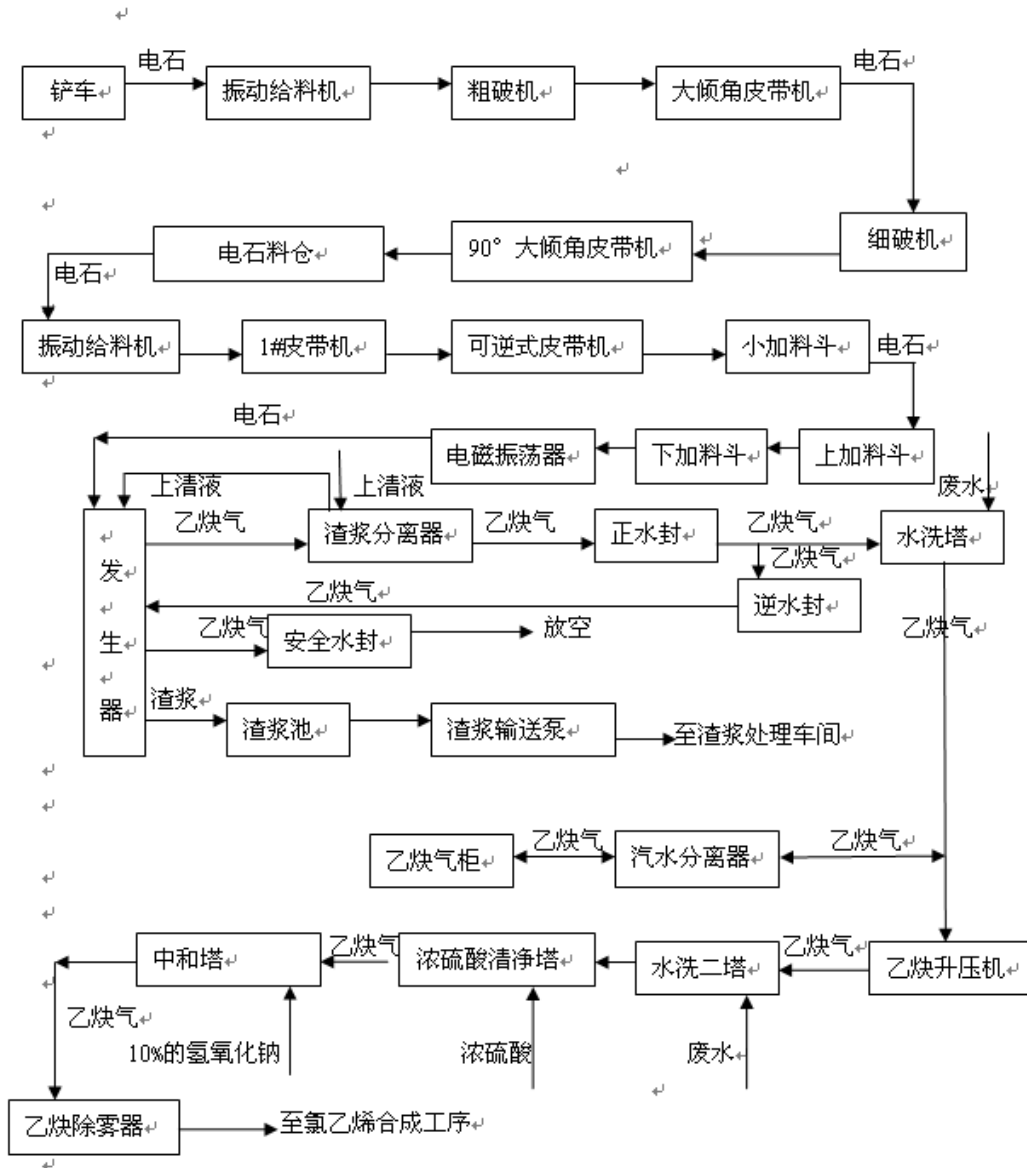 电石
电石
铲车
振动给料机
粗破机
大倾角皮带机
细破机
90°大倾角皮带机
电石料仓
电石
振动给料机
1#皮带机
可逆式皮带机
小加料斗
电石
电石
电磁振荡器
下加料斗
上加料斗
上清液
上清液
废水
乙炔气
渣浆分离器
乙炔气
正水封
乙炔气
水洗塔
乙炔气
发
生
器
乙炔气
逆水封
乙炔气
安全水封
放空
乙炔气
渣浆
渣浆池
渣浆输送泵
至渣浆处理车间
乙炔气柜
乙炔气
汽水分离器
乙炔气
中和塔
乙炔气
浓硫酸清净塔
水洗二塔
乙炔气
乙炔升压机
乙炔气
10%的氢氧化钠
浓硫酸
废水
乙炔除雾器
至氯乙烯合成工序